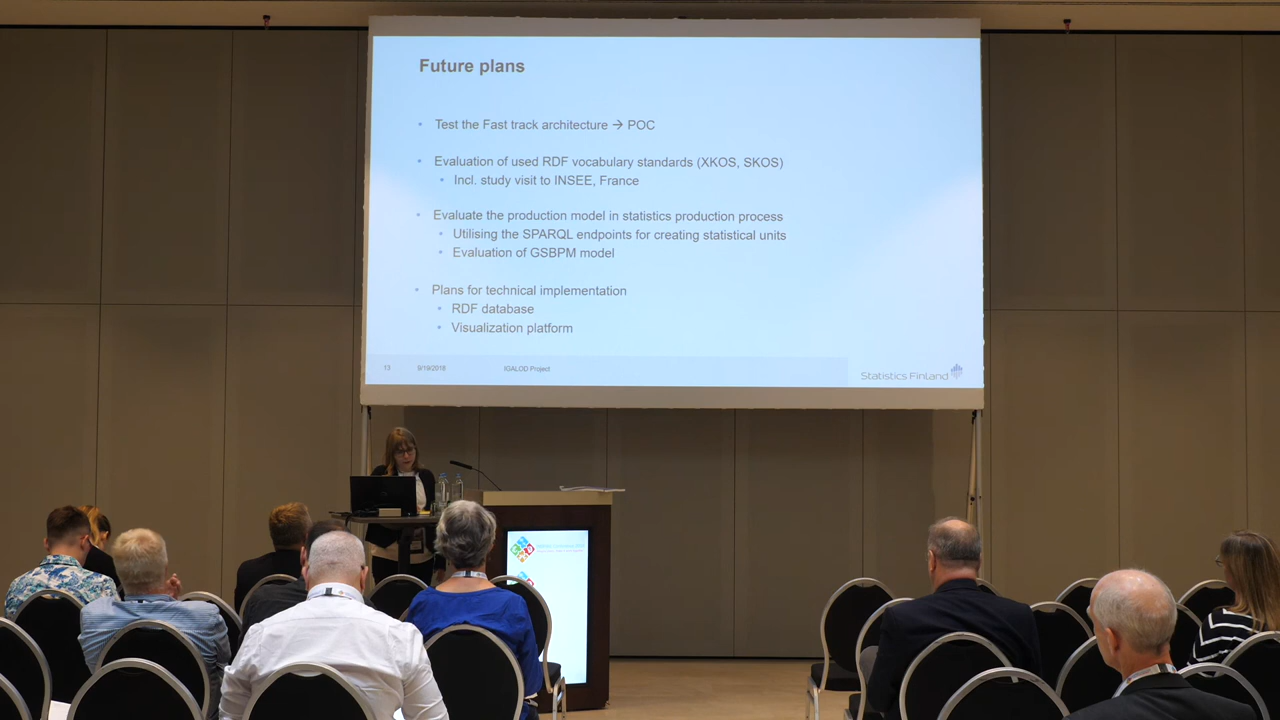 Future plans
• Test the Fast track architecture → POC
• Evaluation of used RDF vocabulary standards (XKOS, SKOS)
• Incl. study visit to INSEE, France
• Evaluate the production model in statistics production process
• Utilising the SPARQL endpoints for creating statistical units
• Evaluation of GSBPM model
• Plans for technical implementation
• RDF database
• Visualization platform
13 9/19/2018 IGALOD Project
Statistics Finland